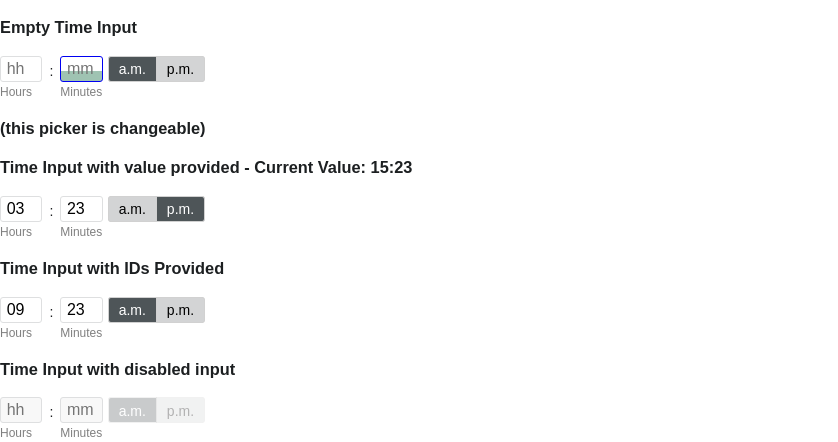 Empty Time Input
hh : mm a.m. p.m.
Hours Minutes
(this picker is changeable)
Time Input with value provided - Current Value: 15:23
03 : 23 a.m. p.m.
Hours Minutes
Time Input with IDs Provided
09 : 23 a.m. p.m.
Hours Minutes
Time Input with disabled input
hh : mm a.m. p.m.
Hours Minutes